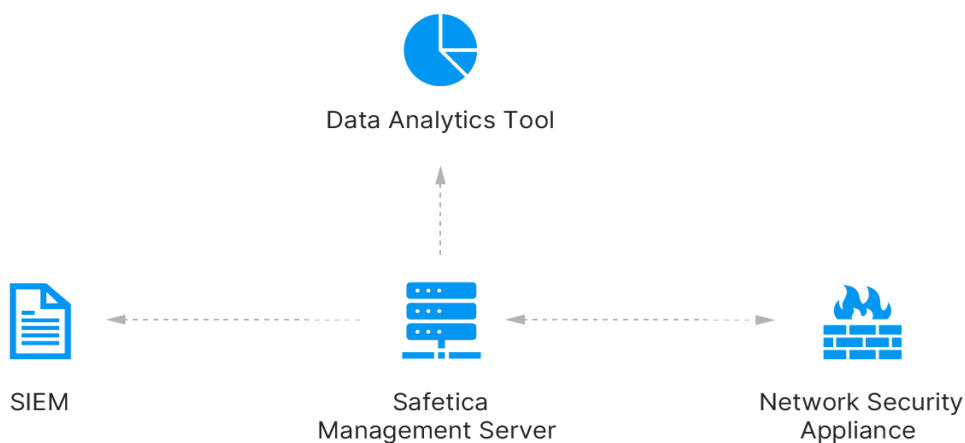 Data Analytics Tool
SIEM
Safetica
Management Server
Network Security
Appliance